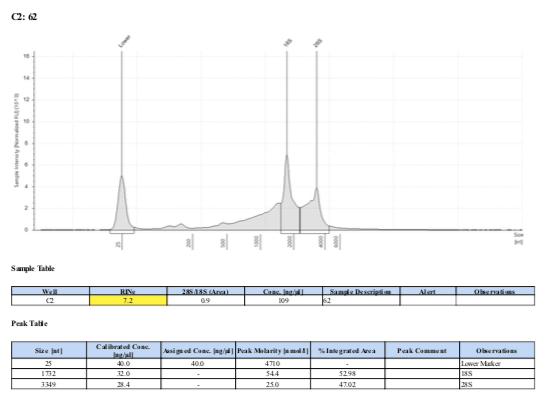 C2: 62
Lower
18S
28S
Sample Intensity [Normalized FU] (10^3)
16
14
12
10
8
6
4
2
0
25
200
500
1000
2000
4000
6000
Size
[nt]
Sample Table
Well RINe 28S/18S (Area) Conc. [ng/µl] Sample Description Alert Observations
C2 7.2 0.9 109 62
Peak Table
Size [nt] Calibrated Conc. [ng/µl] Assigned Conc. [ng/µl] Peak Molarity [nmol/l] % Integrated Area Peak Comment Observations
25 40.0 40.0 4710 - Lower Marker
1732 32.0 - 54.4 52.98 18S
3349 28.4 - 25.0 47.02 28S